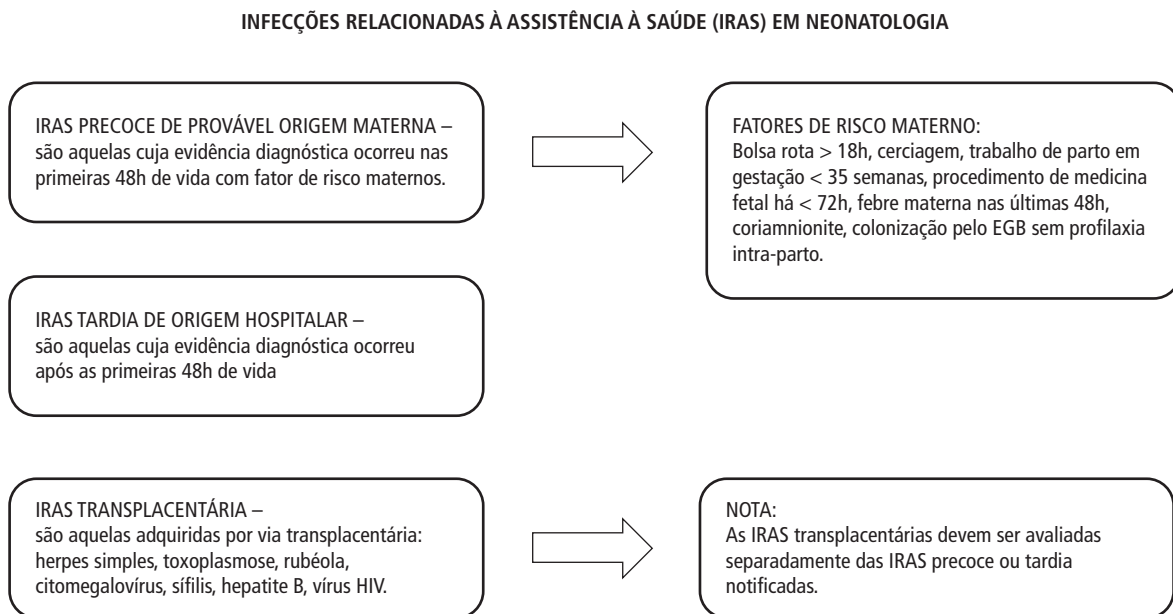 INFECÇÕES RELACIONADAS À ASSISTÊNCIA À SAÚDE (IRAS) EM NEONATOLOGIA
IRAS PRECOCE DE PROVÁVEL ORIGEM MATERNA –
são aquelas cuja evidência diagnóstica ocorreu nas
primeiras 48h de vida com fator de risco maternos.
FATORES DE RISCO MATERNO:
Bolsa rota > 18h, cerciagem, trabalho de parto em
gestação < 35 semanas, procedimento de medicina
fetal há < 72h, febre materna nas últimas 48h,
coriamnionite, colonização pelo EGB sem profilaxia
intra-parto.
IRAS TARDIA DE ORIGEM HOSPITALAR –
são aquelas cuja evidência diagnóstica ocorreu
após as primeiras 48h de vida
IRAS TRANSPLACENTÁRIA –
são aquelas adquiridas por via transplacentária:
herpes simples, toxoplasmose, rubéola,
citomegalovírus, sífilis, hepatite B, vírus HIV.
NOTA:
As IRAS transplacentárias devem ser avaliadas
separadamente das IRAS precoce ou tardia
notificadas.